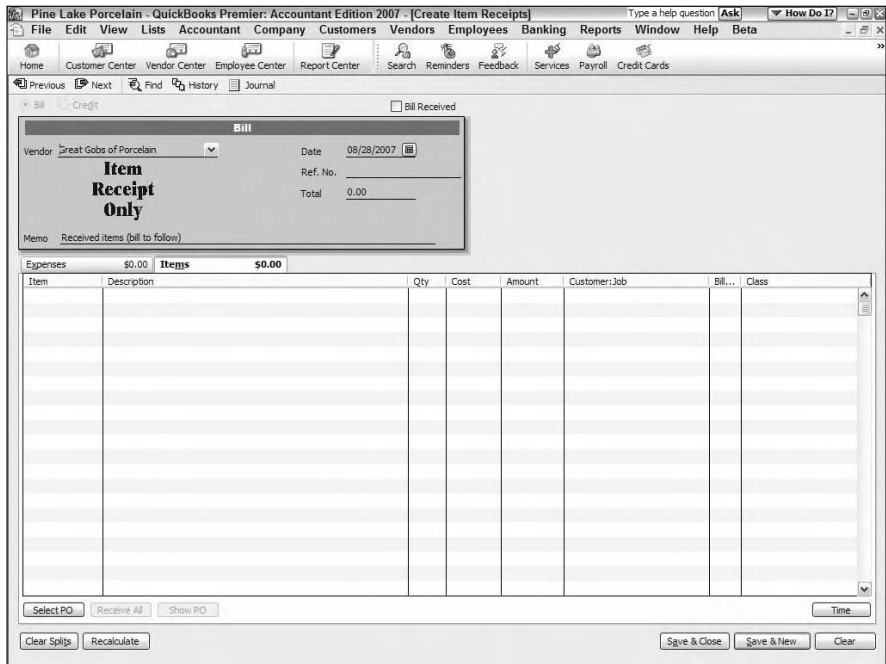 Pine Lake Porcelain - QuickBooks Premier: Accountant Edition 2007 - [Create Item Receipts] Type a help question Ask How Do I?
File Edit View Lists Accountant Company Customers Vendors Employees Banking Reports Window Help Beta
Home Customer Center Vendor Center Employee Center Report Center Search Reminders Feedback Services Payroll Credit Cards
Previous Next Find History Journal
Bill Credit Bill Received
Bill
Vendor Great Gobs of Porcelain Date 08/28/2007
Item Receipt Only
Ref. No.
Total 0.00
Memo Received items (bill to follow)
Expenses $0.00 Items $0.00
Item Description Qty Cost Amount Customer:Job Bill... Class
Select PO Receive All Show PO Time
Clear Splits Recalculate Save & Close Save & New Clear